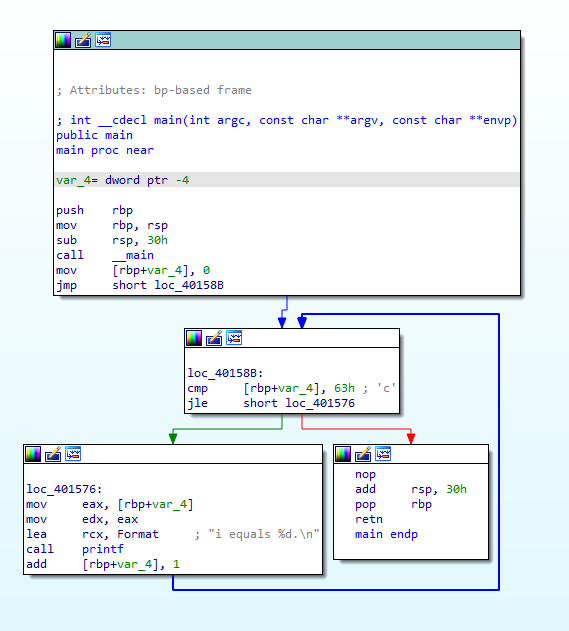 ; Attributes: bp-based frame
; int __cdecl main(int argc, const char **argv, const char **envp)
public main
main proc near
var_4= dword ptr -4
push rbp
mov rbp, rsp
sub rsp, 30h
call __main
mov [rbp+var_4], 0
jmp short loc_40158B
loc_40158B:
cmp [rbp+var_4], 63h ; 'c'
jle short loc_401576
loc_401576:
mov eax, [rbp+var_4]
mov edx, eax
lea rcx, Format ; "i equals %d.\n"
call printf
add [rbp+var_4], 1
nop
add rsp, 30h
pop rbp
retn
main endp